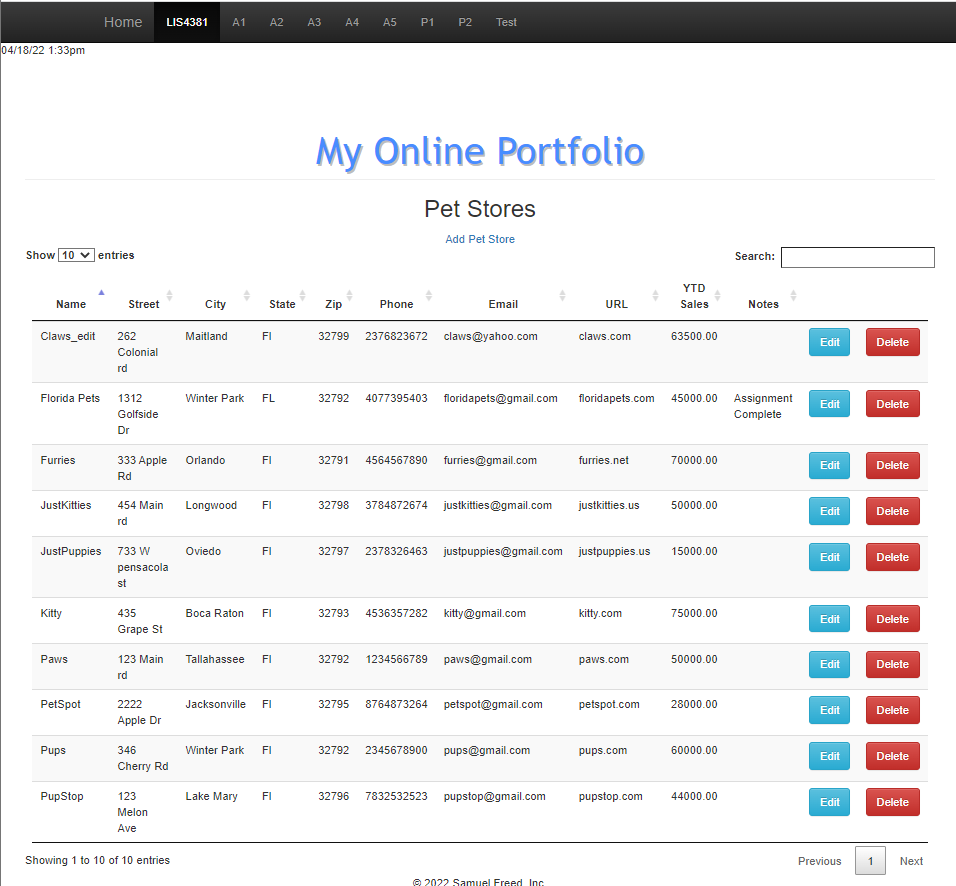 Home LIS4381 A1 A2 A3 A4 A5 P1 P2 Test
04/18/22 1:33pm
My Online Portfolio
Pet Stores
Add Pet Store
Show 10 entries Search:
YTD
Name Street City State Zip Phone Email URL Sales Notes
Claws_edit 262 Maitland Fl 32799 2376823672 claws@yahoo.com claws.com 63500.00 Edit Delete
Colonial
rd
Florida Pets 1312 Winter Park FL 32792 4077395403 floridapets@gmail.com floridapets.com 45000.00 Assignment Edit Delete
Golfside Complete
Dr
Furries 333 Apple Orlando Fl 32791 4564567890 furries@gmail.com furries.net 70000.00 Edit Delete
Rd
JustKitties 454 Main Longwood Fl 32798 3784872674 justkitties@gmail.com justkitties.us 50000.00 Edit Delete
rd
JustPuppies 733 W Oviedo Fl 32797 2378326463 justpuppies@gmail.com justpuppies.us 15000.00 Edit Delete
pensacola
st
Kitty 435 Boca Raton Fl 32793 4536357282 kitty@gmail.com kitty.com 75000.00 Edit Delete
Grape St
Paws 123 Main Tallahassee Fl 32792 1234566789 paws@gmail.com paws.com 50000.00 Edit Delete
rd
PetSpot 2222 Jacksonville Fl 32795 8764873264 petspot@gmail.com petspot.com 28000.00 Edit Delete
Apple Dr
Pups 346 Winter Park Fl 32792 2345678900 pups@gmail.com pups.com 60000.00 Edit Delete
Cherry Rd
PupStop 123 Lake Mary Fl 32796 7832532523 pupstop@gmail.com pupstop.com 44000.00 Edit Delete
Melon
Ave
Showing 1 to 10 of 10 entries Previous 1 Next
© 2022 Samuel Freed, Inc